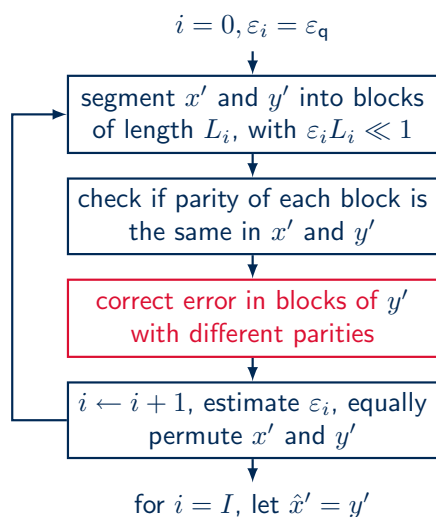 i = 0, ε_i = ε_q
segment x′ and y′ into blocks
of length L_i, with ε_i L_i ≪ 1
check if parity of each block is
the same in x′ and y′
correct error in blocks of y′
with different parities
i ← i + 1, estimate ε_i, equally
permute x′ and y′
for i = I, let x̂′ = y′